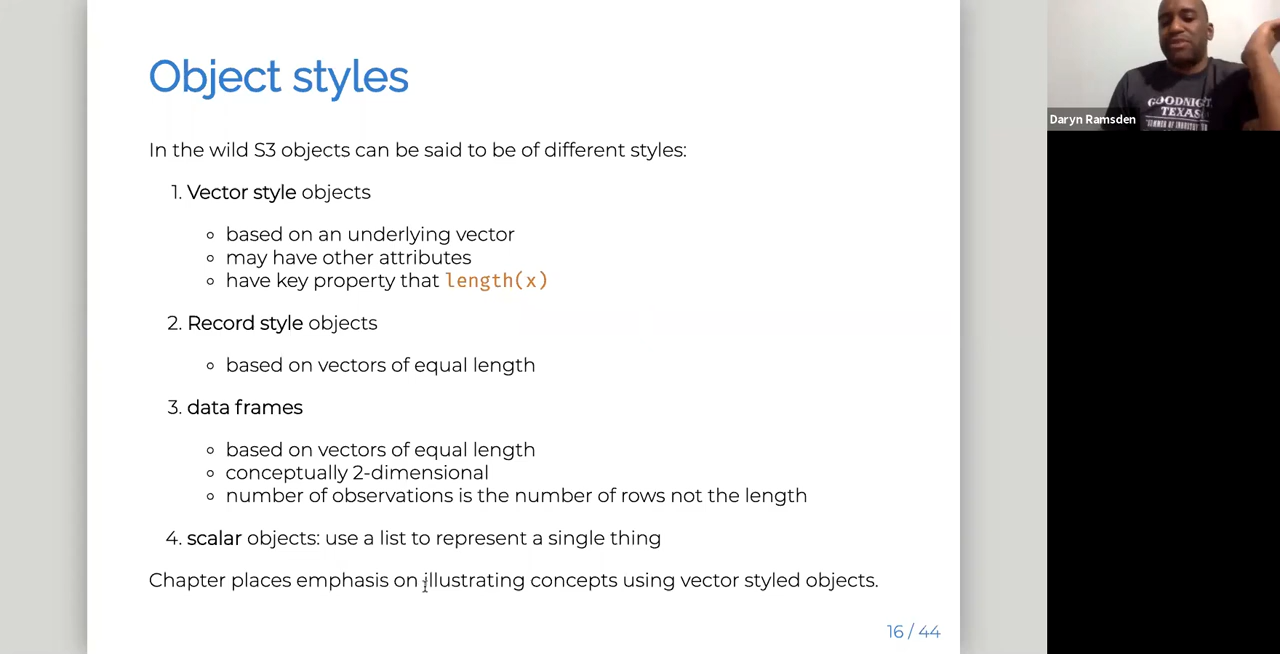 Object styles
In the wild S3 objects can be said to be of different styles:
1. Vector style objects
based on an underlying vector
may have other attributes
have key property that length(x)
2. Record style objects
based on vectors of equal length
3. data frames
based on vectors of equal length
conceptually 2-dimensional
number of observations is the number of rows not the length
4. scalar objects: use a list to represent a single thing
Chapter places emphasis on illustrating concepts using vector styled objects.
16 / 44
GOODNIGHT
TEXAS
Daryn Ramsden